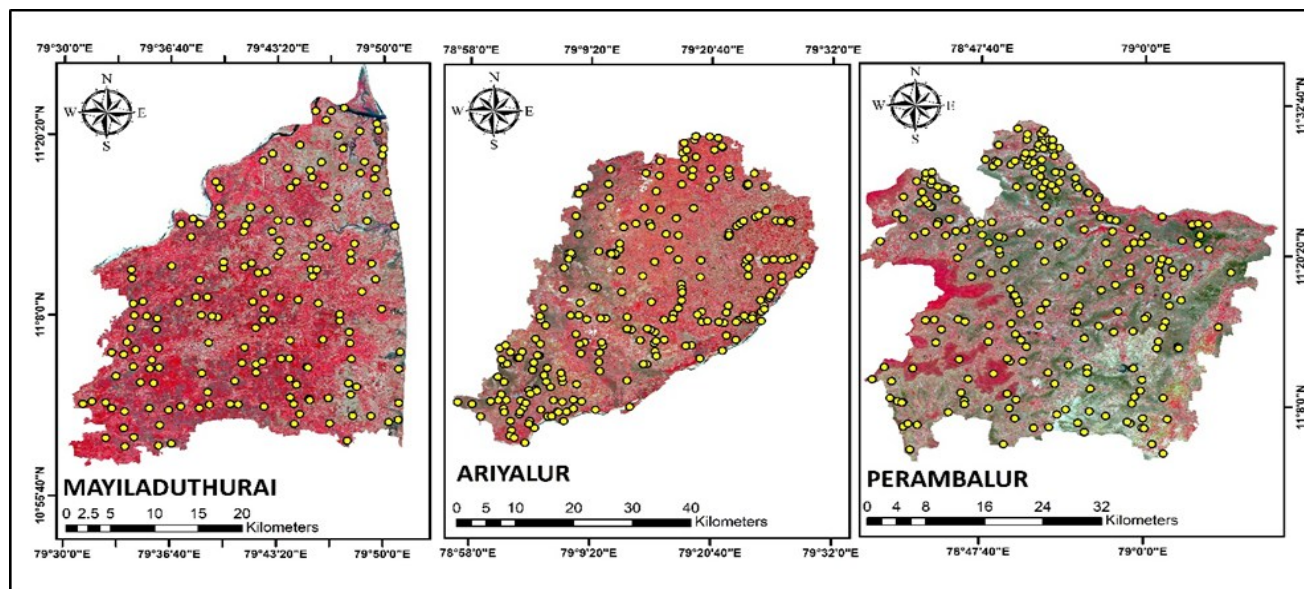 79°30'0"E 79°36'40"E 79°43'20"E 79°50'0"E
N
W E
S
11°20'20"N
11°8'0"N
10°55'40"N
MAYILADUTHURAI
0 2.5 5 10 15 20
Kilometers
79°30'0"E 79°36'40"E 79°43'20"E 79°50'0"E
78°58'0"E 79°9'20"E 79°20'40"E 79°32'0"E
N
W E
S
ARIYALUR
0 5 10 20 30 40
Kilometers
78°58'0"E 79°9'20"E 79°20'40"E 79°32'0"E
78°47'40"E 79°0'0"E
N
W E
S
11°32'40"N
11°20'20"N
11°8'0"N
PERAMBALUR
0 4 8 16 24 32
Kilometers
78°47'40"E 79°0'0"E